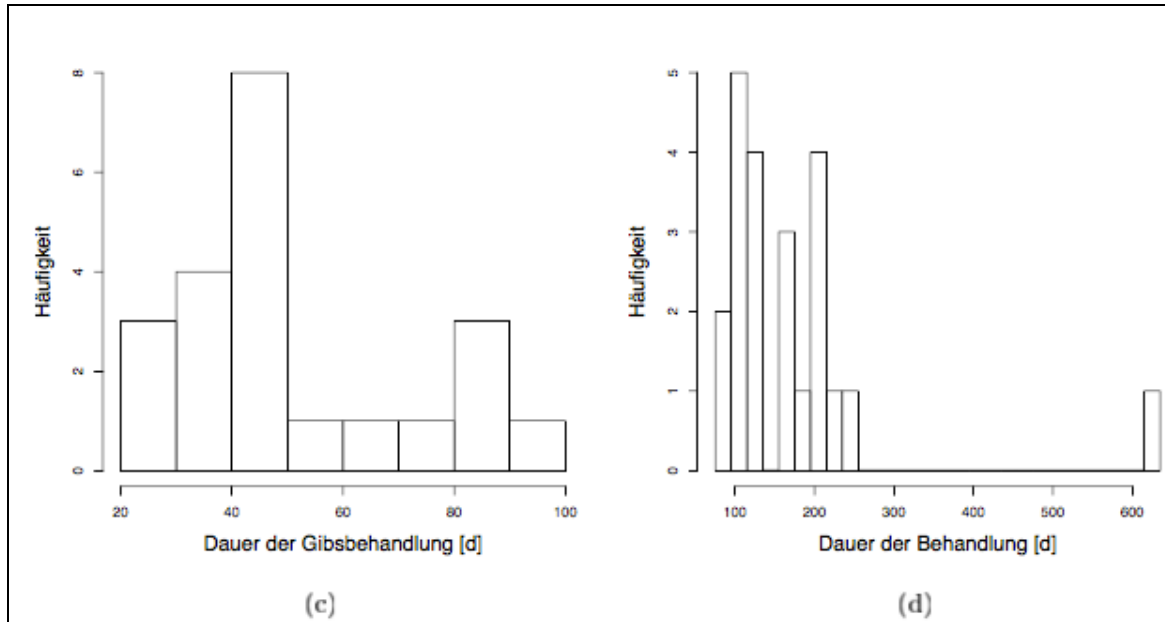 Häufigkeit
8
6
4
2
0
20 40 60 80 100
Dauer der Gibsbehandlung [d]
(c)
Häufigkeit
5
4
3
2
1
0
100 200 300 400 500 600
Dauer der Behandlung [d]
(d)